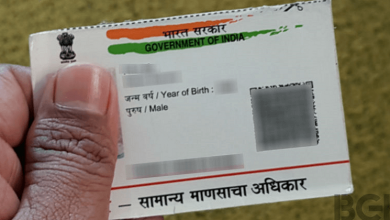 भारत सरकार
GOVERNMENT OF INDIA
जन्म वर्ष / Year of Birth :
पुरुष / Male
- सामान्य माणसाचा अधिकार